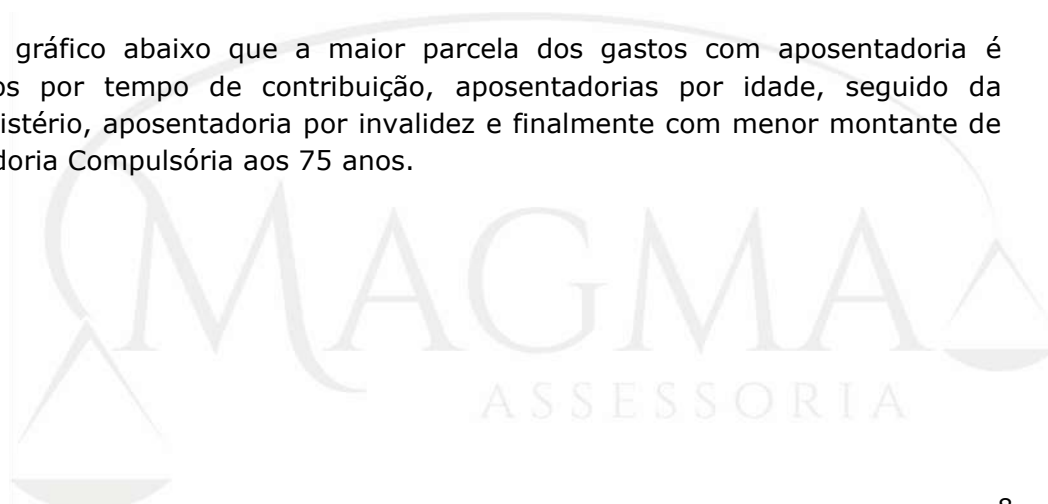 gráfico abaixo que a maior parcela dos gastos com aposentadoria é
os por tempo de contribuição, aposentadorias por idade, seguido da
istério, aposentadoria por invalidez e finalmente com menor montante de
doria Compulsória aos 75 anos.
MAGMA
ASSESSORIA